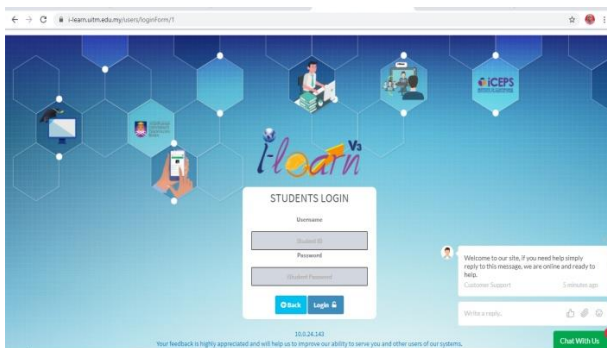 i-learn.uitm.edu.my/users/loginForm/1
iCEPS
i-learn V3
STUDENTS LOGIN
Username
Student ID
Password
iStudent Password
Back Login
10.0.24.143
Your feedback is highly appreciated and will help us to improve our ability to serve you and other users of our systems.
Welcome to our site, if you need help simply
reply to this message, we are online and ready to
help.
Customer Support 5 minutes ago
Write a reply..
Chat With Us